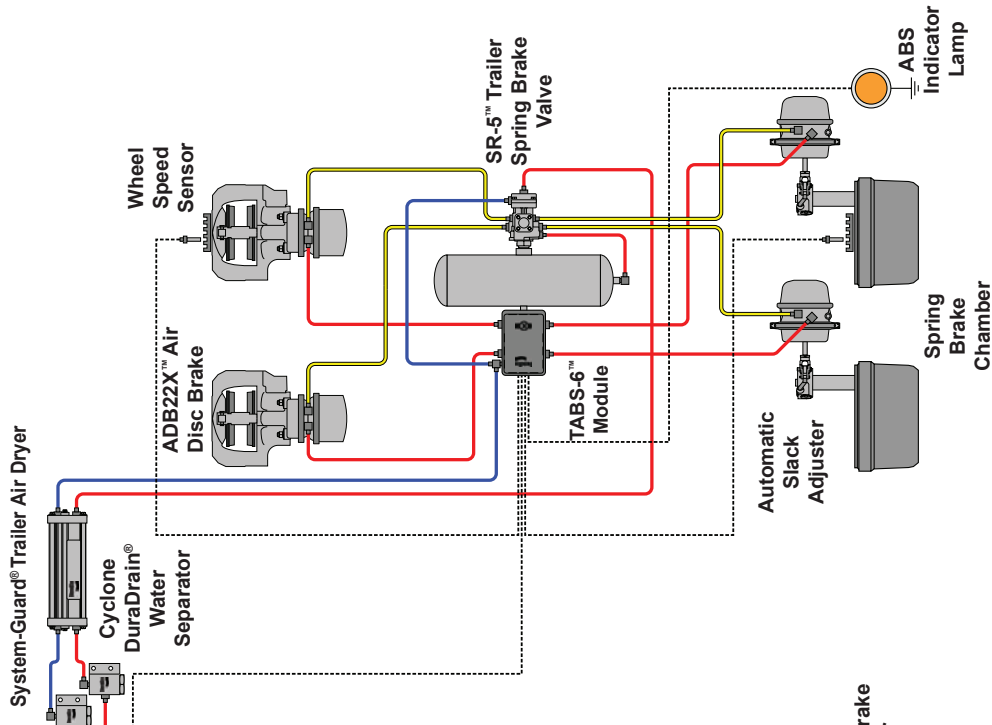 System-Guard® Trailer Air Dryer
Cyclone
DuraDrain®
Water
Separator
ADB22X™ Air
Disc Brake
Wheel
Speed
Sensor
SR-5™ Trailer
Spring Brake
Valve
TABS-6™
Module
ABS
Indicator
Lamp
Automatic
Slack
Adjuster
Spring
Brake
Chamber